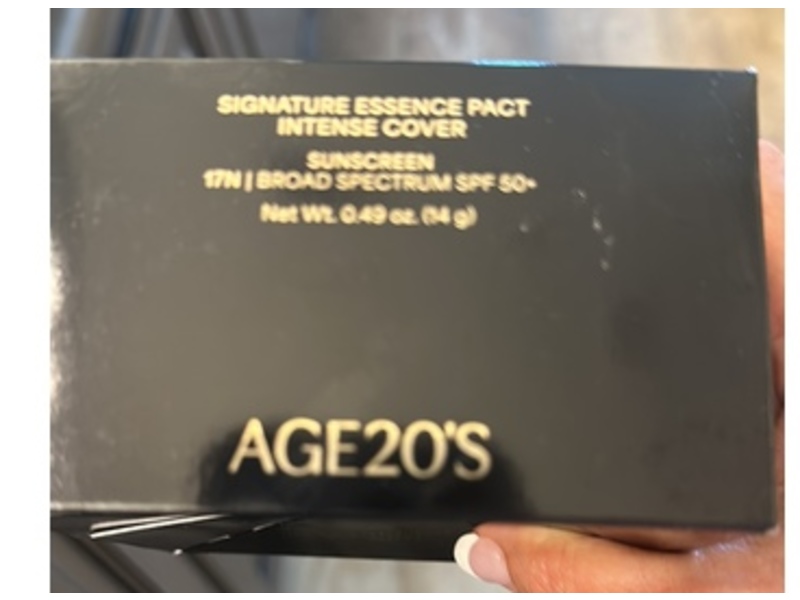 SIGNATURE ESSENCE PACT
INTENSE COVER
SUNSCREEN
17N | BROAD SPECTRUM SPF 50+
Net Wt. 0.49 oz. (14 g)
AGE20'S